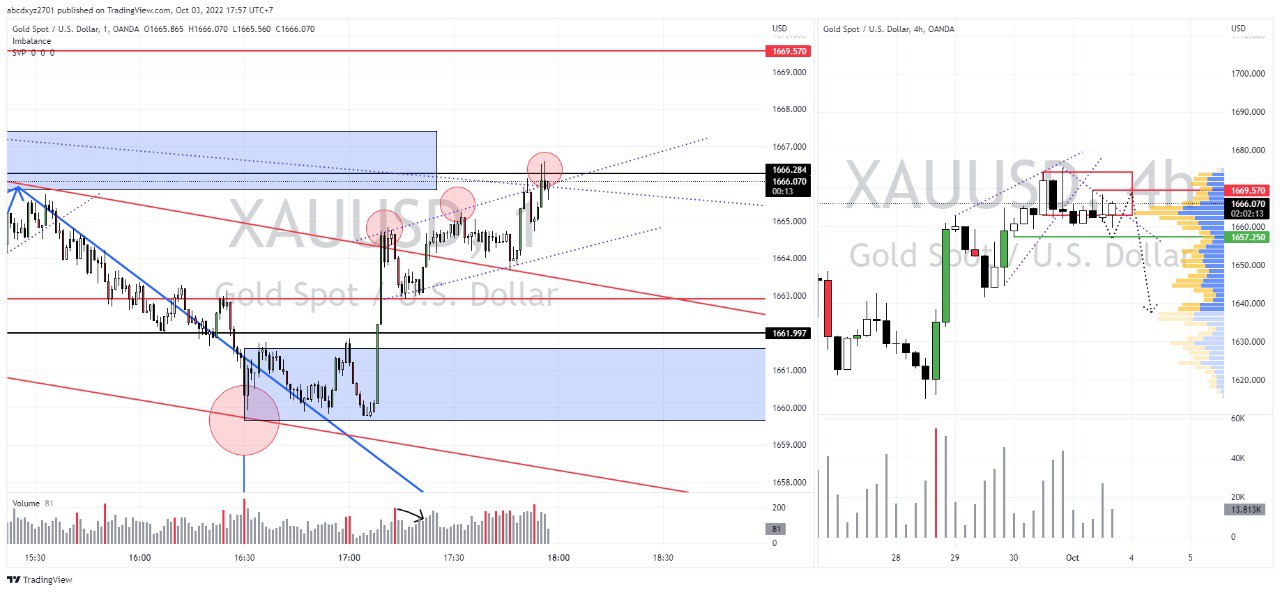 abcdxyz2701 published on TradingView.com, Oct 03, 2022 17:57 UTC+7
Gold Spot / U.S. Dollar, 1, OANDA O1665.865 H1666.070 L1665.560 C1666.070
Imbalance
SVP 0 0 0
XAUUSD, 1
Gold Spot / U.S. Dollar
USD
1669.570
1669.000
1668.000
1667.000
1666.284
1666.070
00:13
1665.000
1664.000
1663.000
1661.997
1661.000
1660.000
1659.000
1658.000
Volume 81
200
81
0
15:30 16:00 16:30 17:00 17:30 18:00 18:30
Gold Spot / U.S. Dollar, 4h, OANDA
XAUUSD, 4h
Gold Spot / U.S. Dollar
USD
1700.000
1690.000
1680.000
1669.570
1666.070
02:02:13
1660.000
1657.250
1650.000
1640.000
1630.000
1620.000
60K
40K
20K
13.813K
0
28 29 30 Oct 4 5
TradingView